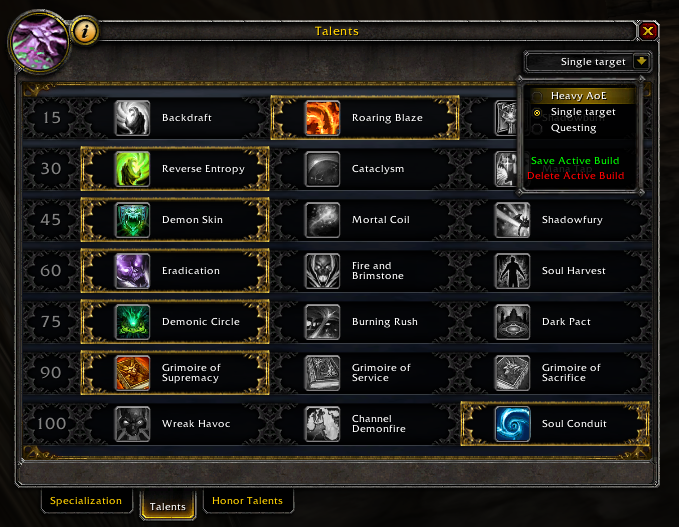 i
Talents
Single target
Heavy AoE
Single target
Questing
Save Active Build
Delete Active Build
15 Backdraft Roaring Blaze
30 Reverse Entropy Cataclysm Mana Tap
45 Demon Skin Mortal Coil Shadowfury
60 Eradication Fire and Brimstone Soul Harvest
75 Demonic Circle Burning Rush Dark Pact
90 Grimoire of Supremacy Grimoire of Service Grimoire of Sacrifice
100 Wreak Havoc Channel Demonfire Soul Conduit
Specialization Talents Honor Talents